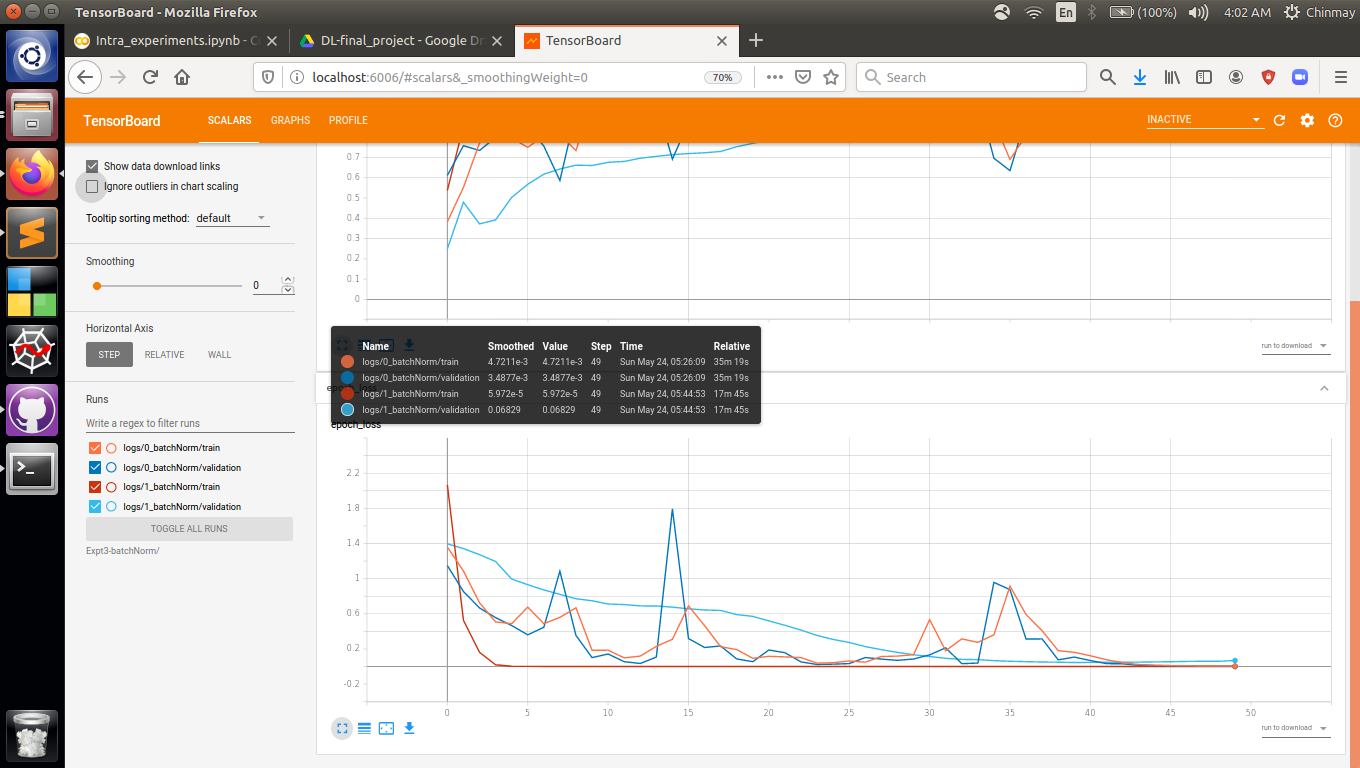 TensorBoard - Mozilla Firefox
En (100%) 4:02 AM Chinmay
Intra_experiments.ipynb - C DL-final_project - Google Dr TensorBoard
localhost:6006/#scalars&_smoothingWeight=0 70% Search
TensorBoard SCALARS GRAPHS PROFILE INACTIVE
Show data download links
Ignore outliers in chart scaling
Tooltip sorting method: default
Smoothing
0
Horizontal Axis
STEP RELATIVE WALL
Runs
Write a regex to filter runs
logs/0_batchNorm/train
logs/0_batchNorm/validation
logs/1_batchNorm/train
logs/1_batchNorm/validation
TOGGLE ALL RUNS
Expt3-batchNorm/
0.7
0.6
0.5
0.4
0.3
0.2
0.1
0
run to download
Name Smoothed Value Step Time Relative
logs/0_batchNorm/train 4.7211e-3 4.7211e-3 49 Sun May 24, 05:26:09 35m 19s
logs/0_batchNorm/validation 3.4877e-3 3.4877e-3 49 Sun May 24, 05:26:09 35m 19s
logs/1_batchNorm/train 5.972e-5 5.972e-5 49 Sun May 24, 05:44:53 17m 45s
logs/1_batchNorm/validation 0.06829 0.06829 49 Sun May 24, 05:44:53 17m 45s
epoch_loss
epoch_loss
2.2
1.8
1.4
1
0.6
0.2
-0.2
0 5 10 15 20 25 30 35 40 45 50
run to download